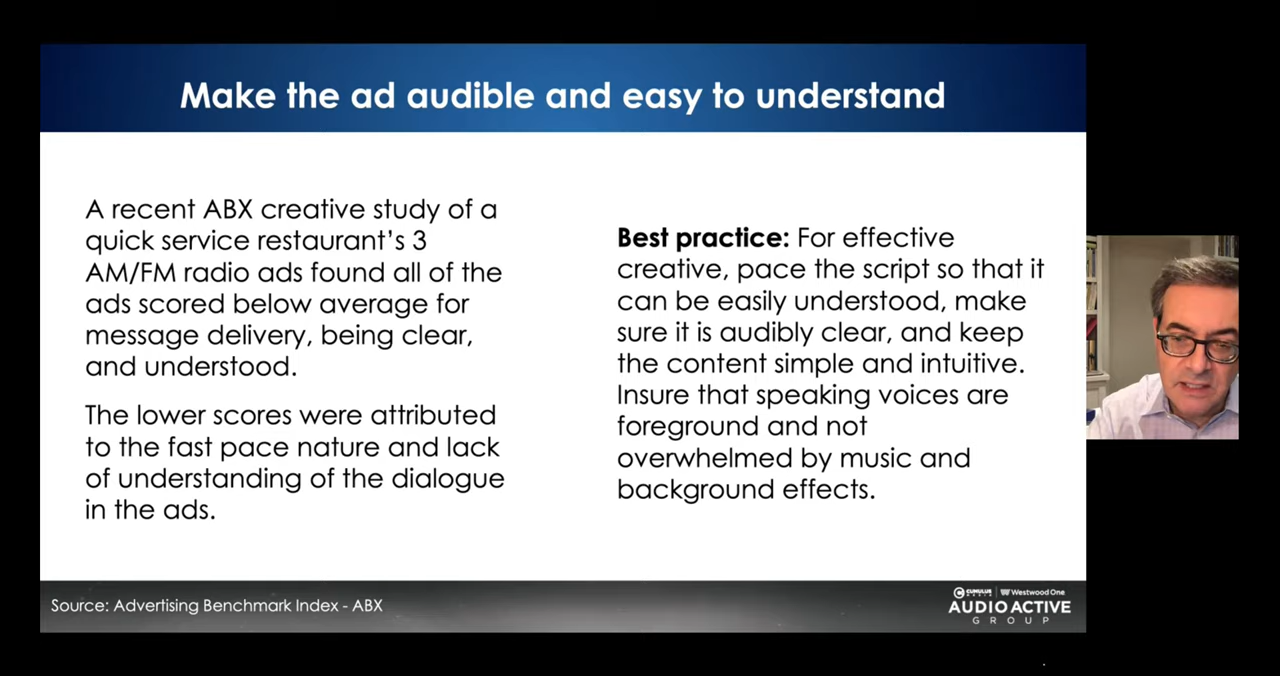 Make the ad audible and easy to understand
A recent ABX creative study of a
quick service restaurant’s 3
AM/FM radio ads found all of the
ads scored below average for
message delivery, being clear,
and understood.
The lower scores were attributed
to the fast pace nature and lack
of understanding of the dialogue
in the ads.
Best practice: For effective
creative, pace the script so that it
can be easily understood, make
sure it is audibly clear, and keep
the content simple and intuitive.
Insure that speaking voices are
foreground and not
overwhelmed by music and
background effects.
Source: Advertising Benchmark Index - ABX
CUMULUS MEDIA | Westwood One
AUDIO ACTIVE
GROUP